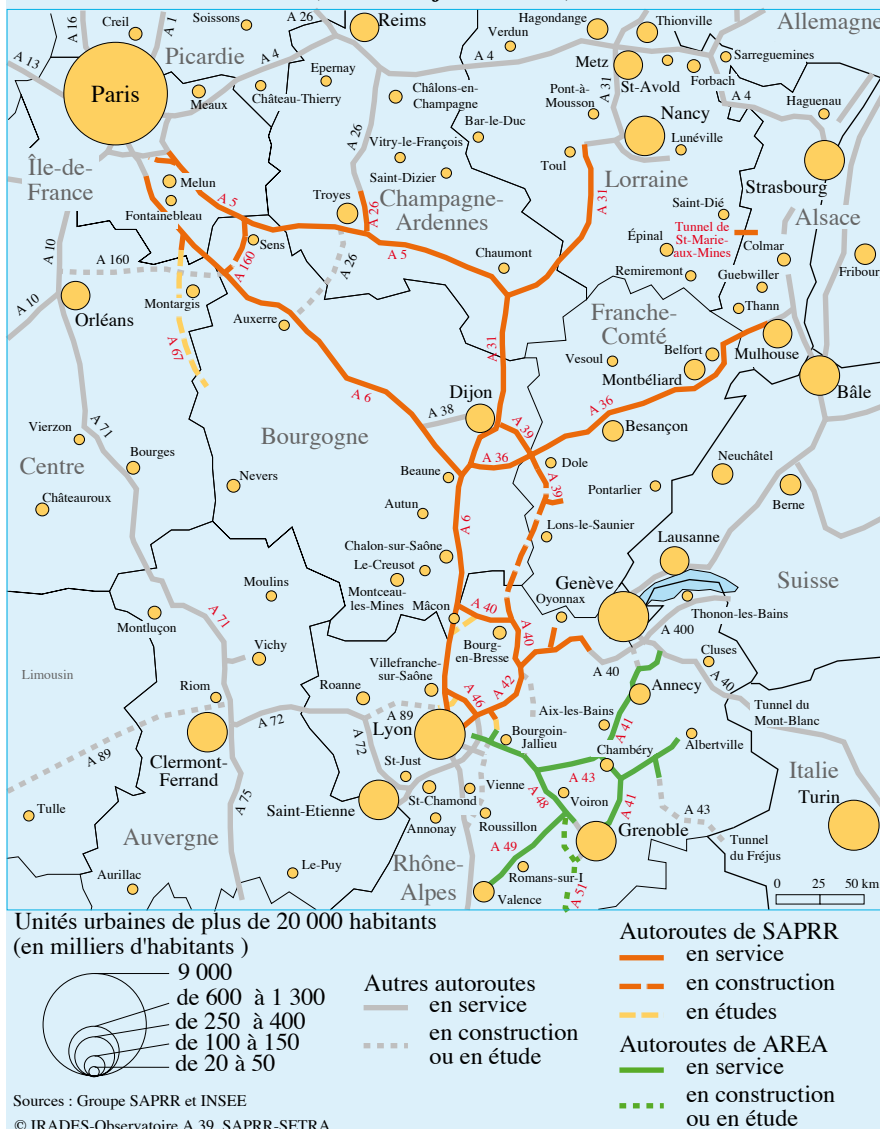 A 16
Creil
A 1
Soissons
A 26
Reims
Verdun
Hagondange
Thionville
Allemagne
A 13
Picardie
A 4
A 4
Metz
Sarreguemines
Epernay
A 31
St-Avold
Forbach
Paris
Meaux
Château-Thierry
Châlons-en-
Champagne
Pont-à-
Mousson
A 4
Haguenau
Nancy
Bar-le-Duc
A 26
Vitry-le-François
Lunéville
Île-de-
France
Melun
Saint-Dizier
Toul
Strasbourg
Fontainebleau
A 5
Troyes
Champagne-
Ardennes
A 26
A 31
Lorraine
Saint-Dié
Alsace
Tunnel de
St-Marie-
aux-Mines
Sens
A 10
A 160
A 160
A 26
A 5
Chaumont
Épinal
Colmar
Fribour
Remiremont
Guebwiller
A 10
Montargis
Thann
Orléans
Auxerre
Franche-
Comté
A 67
A 31
Vesoul
Belfort
Mulhouse
Montbéliard
Bâle
A 6
Dijon
A 36
A 38
A 39
Vierzon
A 71
Bourgogne
Besançon
Centre
Bourges
A 36
Dole
Neuchâtel
Nevers
Beaune
A 39
Pontarlier
Châteauroux
Autun
Berne
A 6
Lons-le-Saunier
Chalon-sur-Saône
Lausanne
Le-Creusot
Suisse
Moulins
Montceau-
les-Mines
Genève
Oyonnax
Mâcon
A 40
Thonon-les-Bains
Montluçon
A 71
A 40
A 400
Bourg-
en-Bresse
Vichy
Cluses
A 40
A 40
Limousin
Villefranche-
sur-Saône
A 42
Riom
Roanne
A 46
Annecy
Tunnel du
Mont-Blanc
A 89
Aix-les-Bains
A 72
Lyon
A 41
Bourgoin-
Jallieu
Albertville
Clermont-
Ferrand
A 89
A 72
Chambéry
St-Just
A 43
Italie
Vienne
Voiron
A 41
Turin
A 75
Saint-Etienne
St-Chamond
A 48
A 43
Tulle
Annonay
Roussillon
Grenoble
Auvergne
Tunnel
du Fréjus
A 49
Rhône-
Alpes
Le-Puy
Romans-sur-I
Aurillac
Valence
A 51
0 25 50 km
Unités urbaines de plus de 20 000 habitants
(en milliers d'habitants )
9 000
de 600 à 1 300
de 250 à 400
de 100 à 150
de 20 à 50
Autres autoroutes
en service
en construction
ou en étude
Autoroutes de SAPRR
en service
en construction
en études
Autoroutes de AREA
en service
en construction
ou en étude
Sources : Groupe SAPRR et INSEE
© IRADES-Observatoire A 39, SAPRR-SETRA